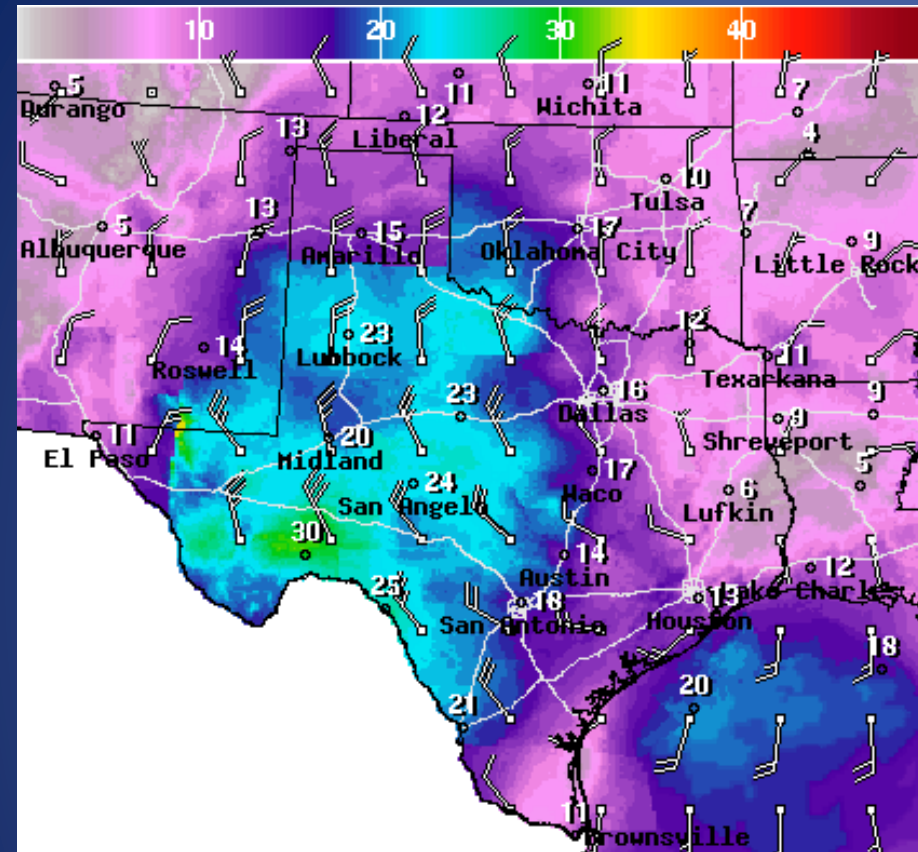 10 20 30 40
5 11 11 7
Durango Wichita
12
Liberal
13 4
10
Tulsa
5 13 15 17 7 9
Albuquerque Amarillo Oklahoma City Little Rock
14 23 12 11
Roswell Lubbock Texarkana
16
23 Dallas 9 9
11 20 Shreveport
El Paso Midland
24 17 6 5
San Angelo Waco Lufkin
30 14 12
Austin Lake Charles
25 18 13
San Antonio Houston
18
21 20
11
Brownsville